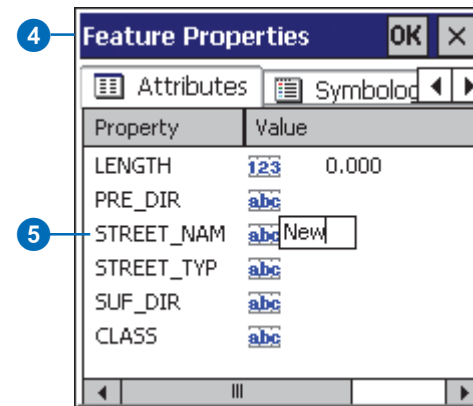 4 Feature Properties OK
Attributes Symbolog
Property Value
LENGTH 123 0.000
PRE_DIR abc
5 STREET_NAM abc New
STREET_TYP abc
SUF_DIR abc
CLASS abc